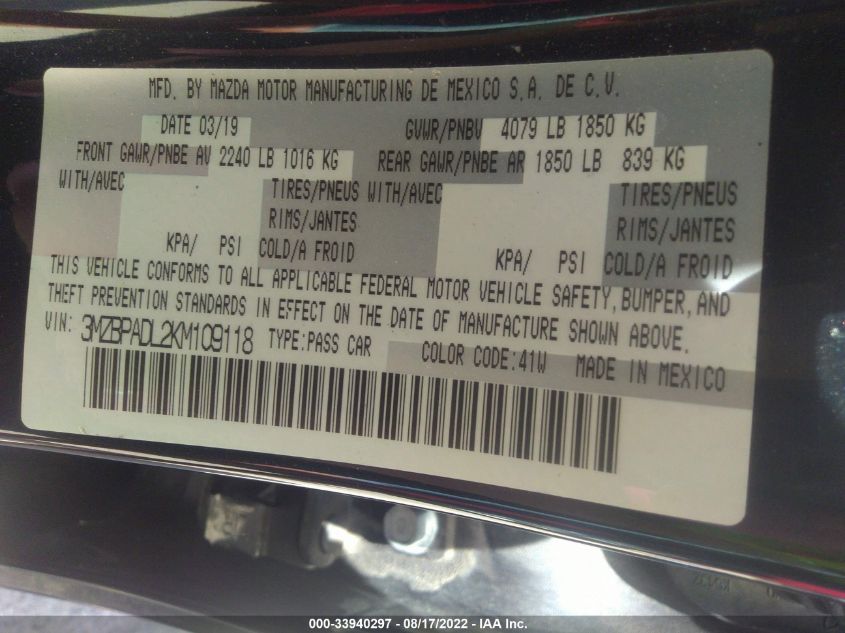 MFD. BY MAZDA MOTOR MANUFACTURING DE MEXICO S.A. DE C.V.
DATE 03/19 GVWR/PNBV 4079 LB 1850 KG
FRONT GAWR/PNBE AV 2240 LB 1016 KG REAR GAWR/PNBE AR 1850 LB 839 KG
WITH/AVEC TIRES/PNEUS WITH/AVEC TIRES/PNEUS
RIMS/JANTES RIMS/JANTES
KPA/ PSI COLD/A FROID KPA/ PSI COLD/A FROID
THIS VEHICLE CONFORMS TO ALL APPLICABLE FEDERAL MOTOR VEHICLE SAFETY, BUMPER, AND
THEFT PREVENTION STANDARDS IN EFFECT ON THE DATE OF MANUFACTURE SHOWN ABOVE.
VIN: 3MZBPADL2KM109118 TYPE:PASS CAR COLOR CODE:41W MADE IN MEXICO
000-33940297 - 08/17/2022 - IAA Inc.